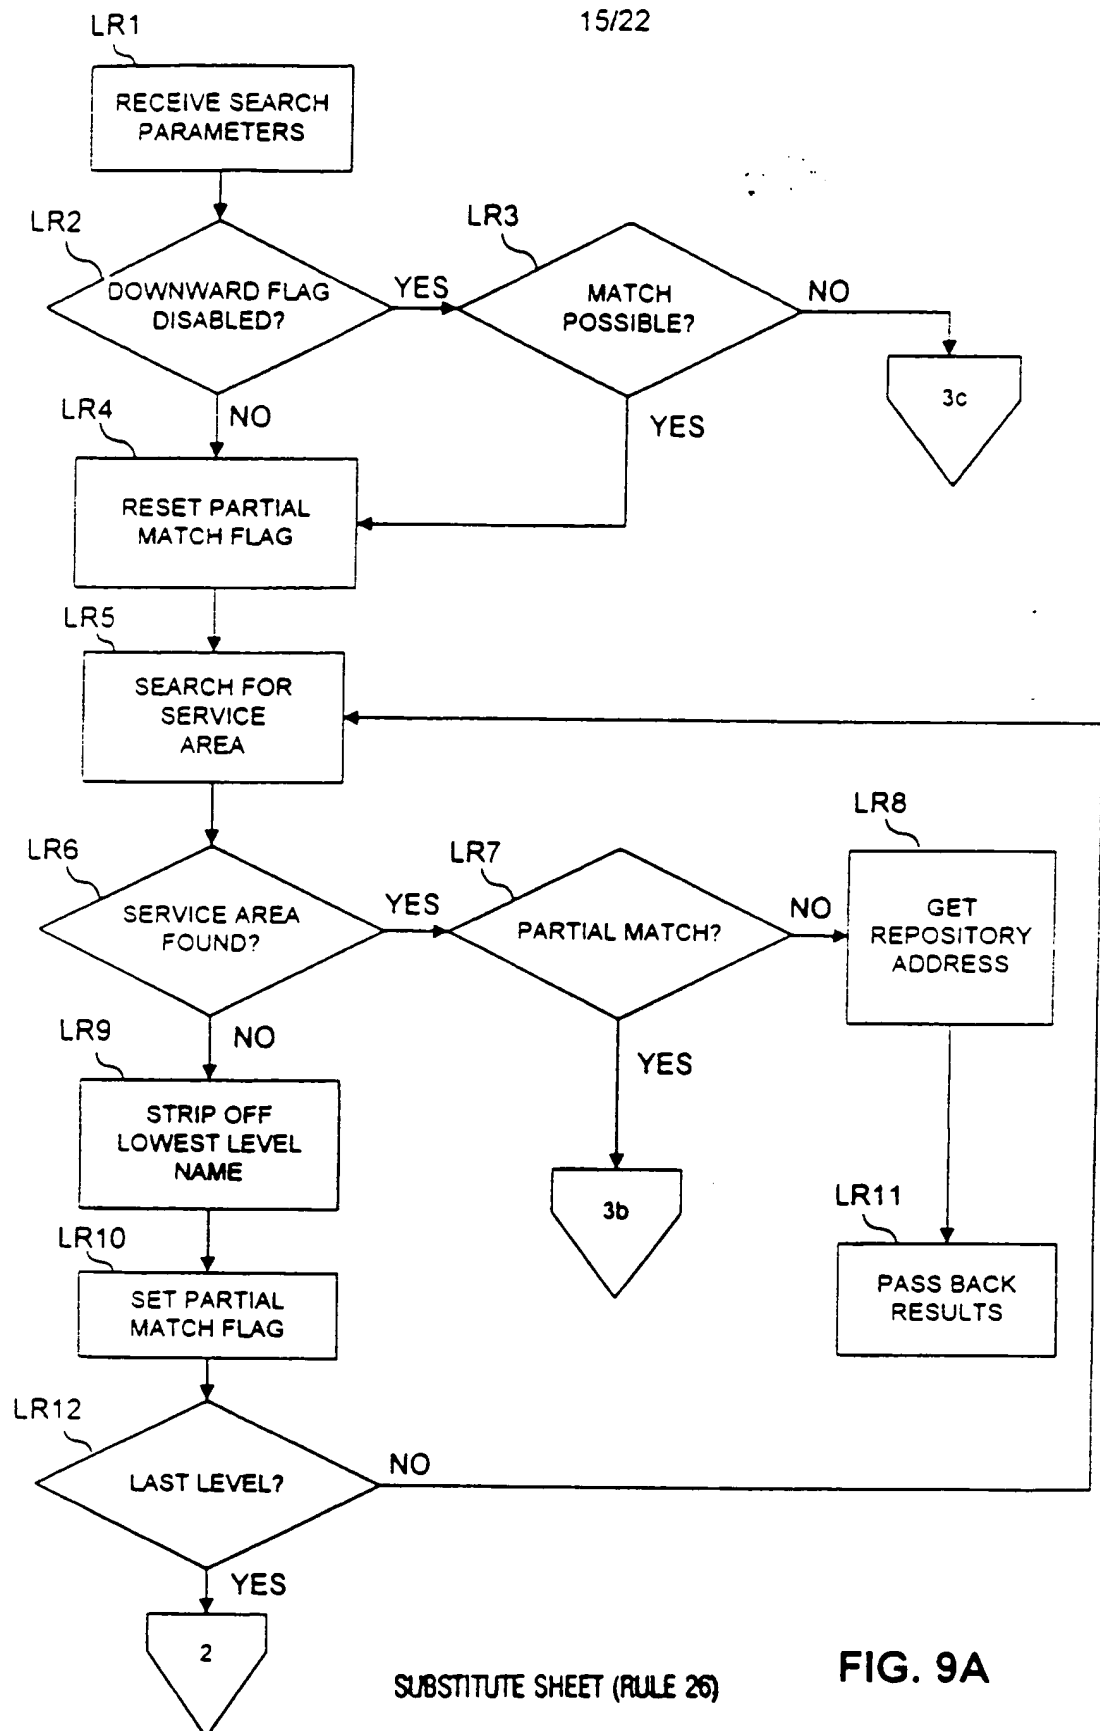 15/22
LR1
RECEIVE SEARCH
PARAMETERS
LR2
DOWNWARD FLAG
DISABLED?
YES
NO
LR3
MATCH
POSSIBLE?
NO
YES
3c
LR4
RESET PARTIAL
MATCH FLAG
LR5
SEARCH FOR
SERVICE
AREA
LR6
SERVICE AREA
FOUND?
YES
NO
LR7
PARTIAL MATCH?
NO
YES
LR8
GET
REPOSITORY
ADDRESS
LR9
STRIP OFF
LOWEST LEVEL
NAME
3b
LR11
PASS BACK
RESULTS
LR10
SET PARTIAL
MATCH FLAG
LR12
LAST LEVEL?
NO
YES
2
SUBSTITUTE SHEET (RULE 26)
FIG. 9A